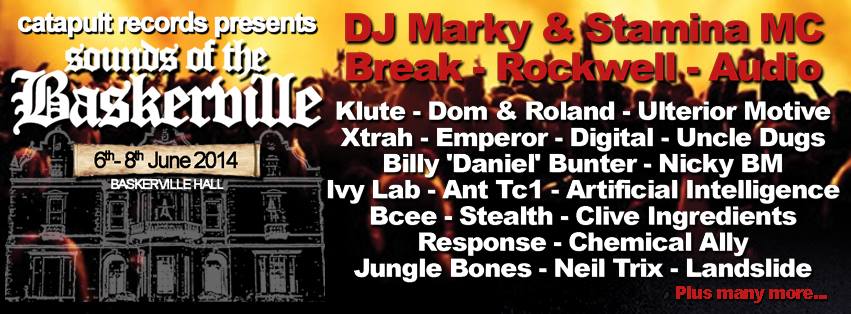 catapult records presents
sounds of the
Baskerville
6th - 8th June 2014
BASKERVILLE HALL
DJ Marky & Stamina MC
Break - Rockwell - Audio
Klute - Dom & Roland - Ulterior Motive
Xtrah - Emperor - Digital - Uncle Dugs
Billy 'Daniel' Bunter - Nicky BM
Ivy Lab - Ant Tc1 - Artificial Intelligence
Bcee - Stealth - Clive Ingredients
Response - Chemical Ally
Jungle Bones - Neil Trix - Landslide
Plus many more...